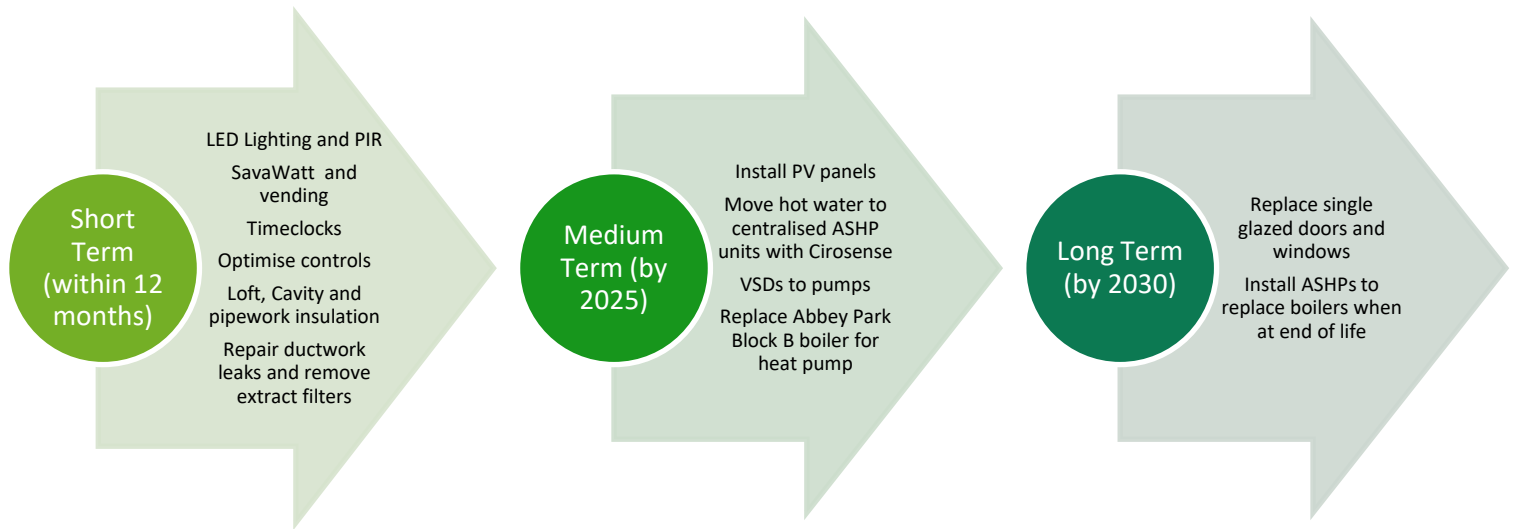 Short
Term
(within 12
months)
LED Lighting and PIR
SavaWatt and
vending
Timeclocks
Optimise controls
Loft, Cavity and
pipework insulation
Repair ductwork
leaks and remove
extract filters
Medium
Term (by
2025)
Install PV panels
Move hot water to
centralised ASHP
units with Cirosense
VSDs to pumps
Replace Abbey Park
Block B boiler for
heat pump
Long Term
(by 2030)
Replace single
glazed doors and
windows
Install ASHPs to
replace boilers when
at end of life